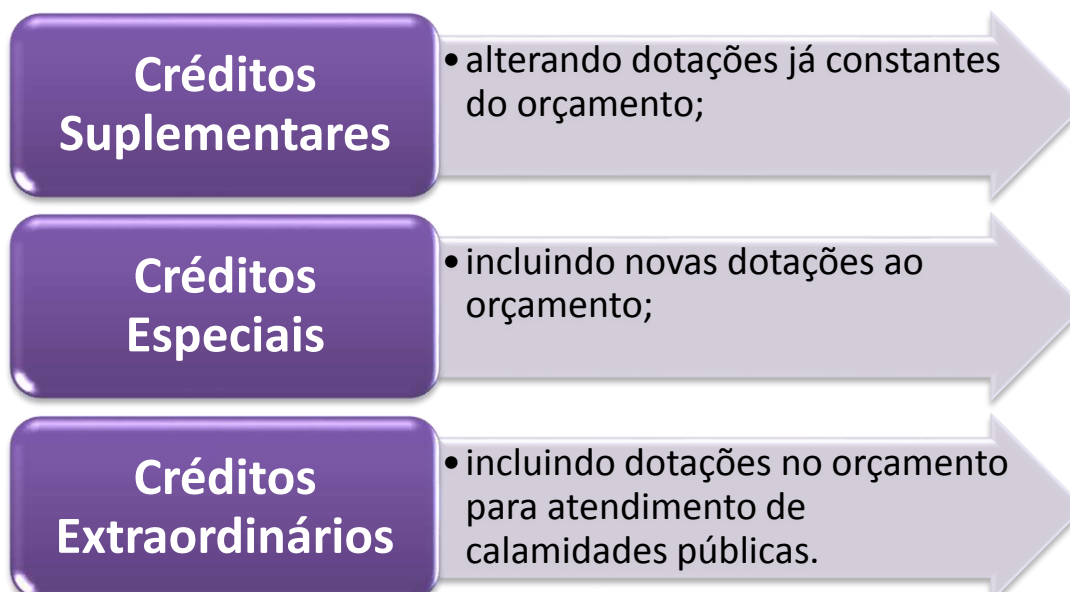 Créditos
Suplementares
• alterando dotações já constantes
do orçamento;
Créditos
Especiais
• incluindo novas dotações ao
orçamento;
Créditos
Extraordinários
• incluindo dotações no orçamento
para atendimento de
calamidades públicas.